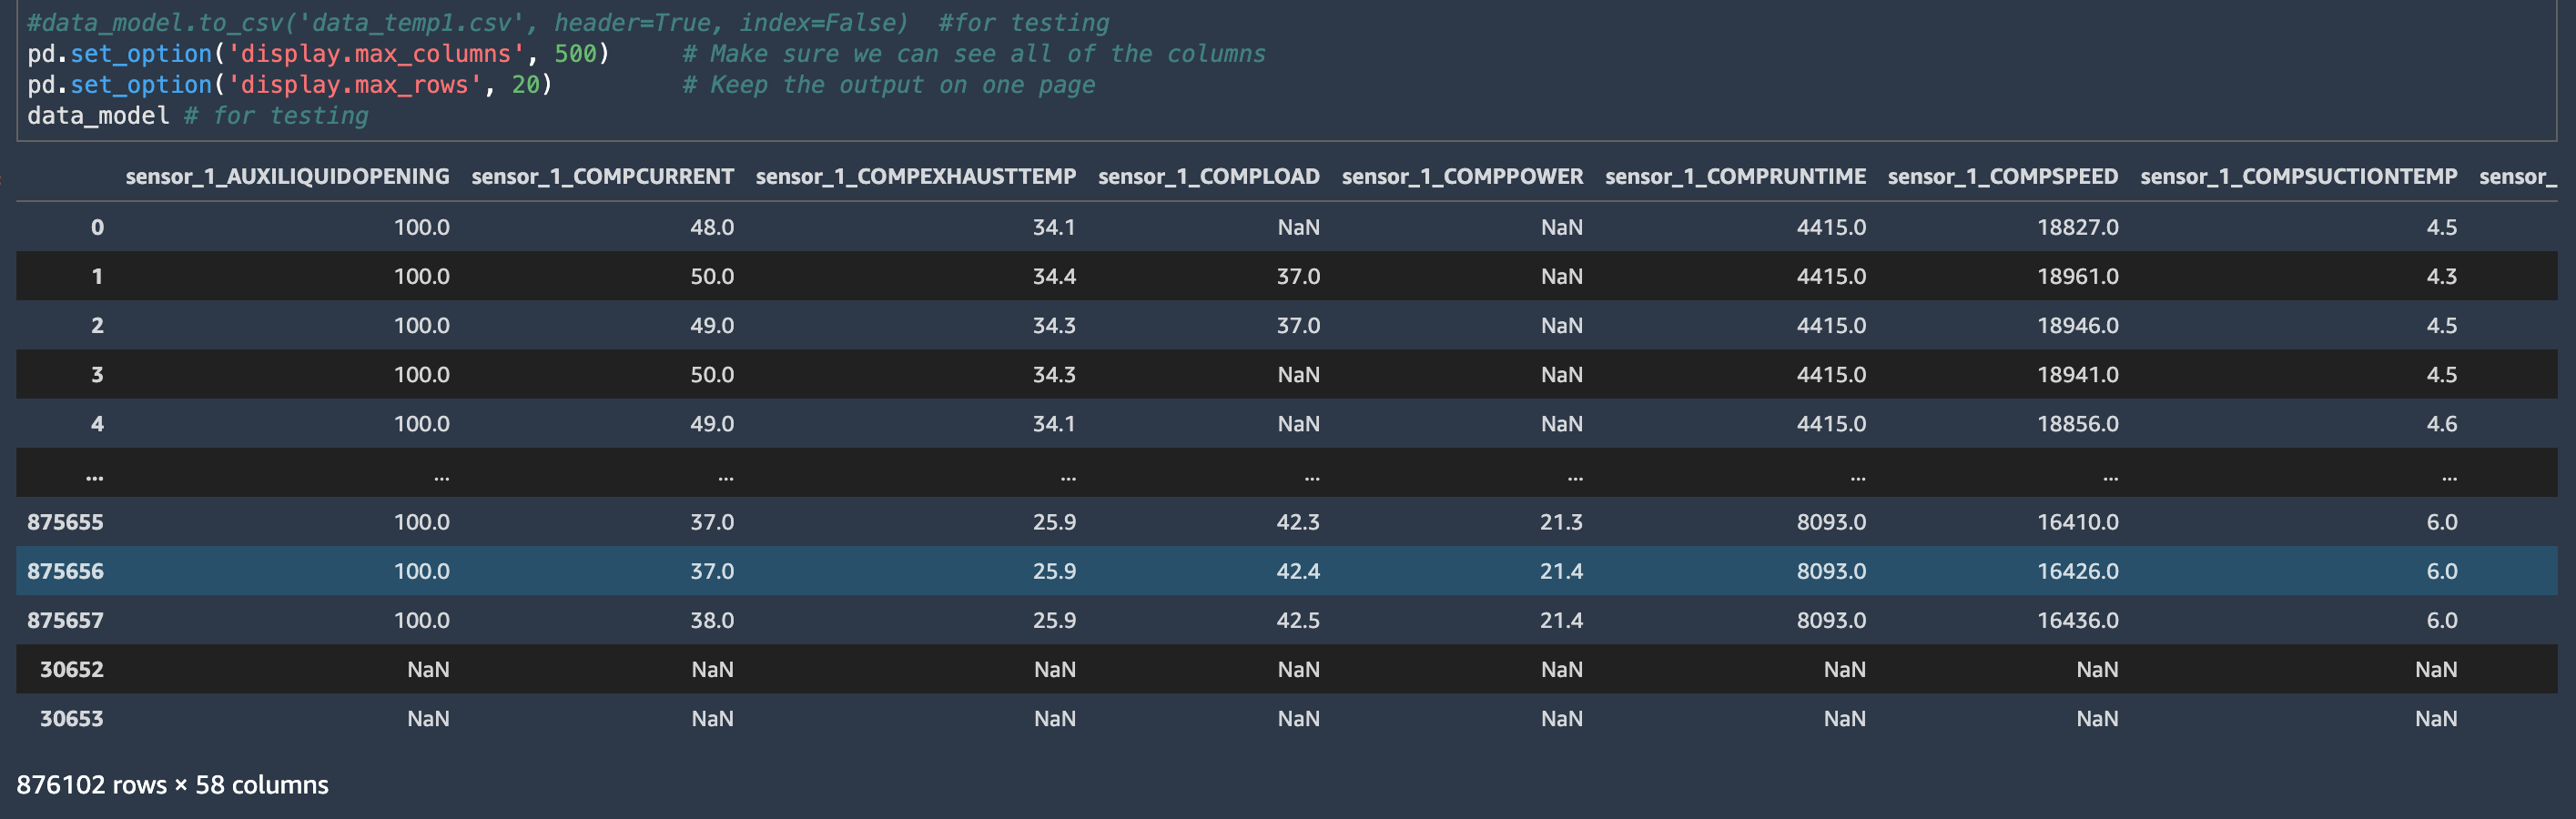 #data_model.to_csv('data_temp1.csv', header=True, index=False)  #for testing
pd.set_option('display.max_columns', 500)     # Make sure we can see all of the columns
pd.set_option('display.max_rows', 20)         # Keep the output on one page
data_model # for testing
sensor_1_AUXILIQUIDOPENING sensor_1_COMPCURRENT sensor_1_COMPEXHAUSTTEMP sensor_1_COMPLOAD sensor_1_COMPPOWER sensor_1_COMPRUNTIME sensor_1_COMPSPEED sensor_1_COMPSUCTIONTEMP sensor_
0 100.0 48.0 34.1 NaN NaN 4415.0 18827.0 4.5
1 100.0 50.0 34.4 37.0 NaN 4415.0 18961.0 4.3
2 100.0 49.0 34.3 37.0 NaN 4415.0 18946.0 4.5
3 100.0 50.0 34.3 NaN NaN 4415.0 18941.0 4.5
4 100.0 49.0 34.1 NaN NaN 4415.0 18856.0 4.6
... ... ... ... ... ... ... ... ...
875655 100.0 37.0 25.9 42.3 21.3 8093.0 16410.0 6.0
875656 100.0 37.0 25.9 42.4 21.4 8093.0 16426.0 6.0
875657 100.0 38.0 25.9 42.5 21.4 8093.0 16436.0 6.0
30652 NaN NaN NaN NaN NaN NaN NaN NaN
30653 NaN NaN NaN NaN NaN NaN NaN NaN
876102 rows × 58 columns